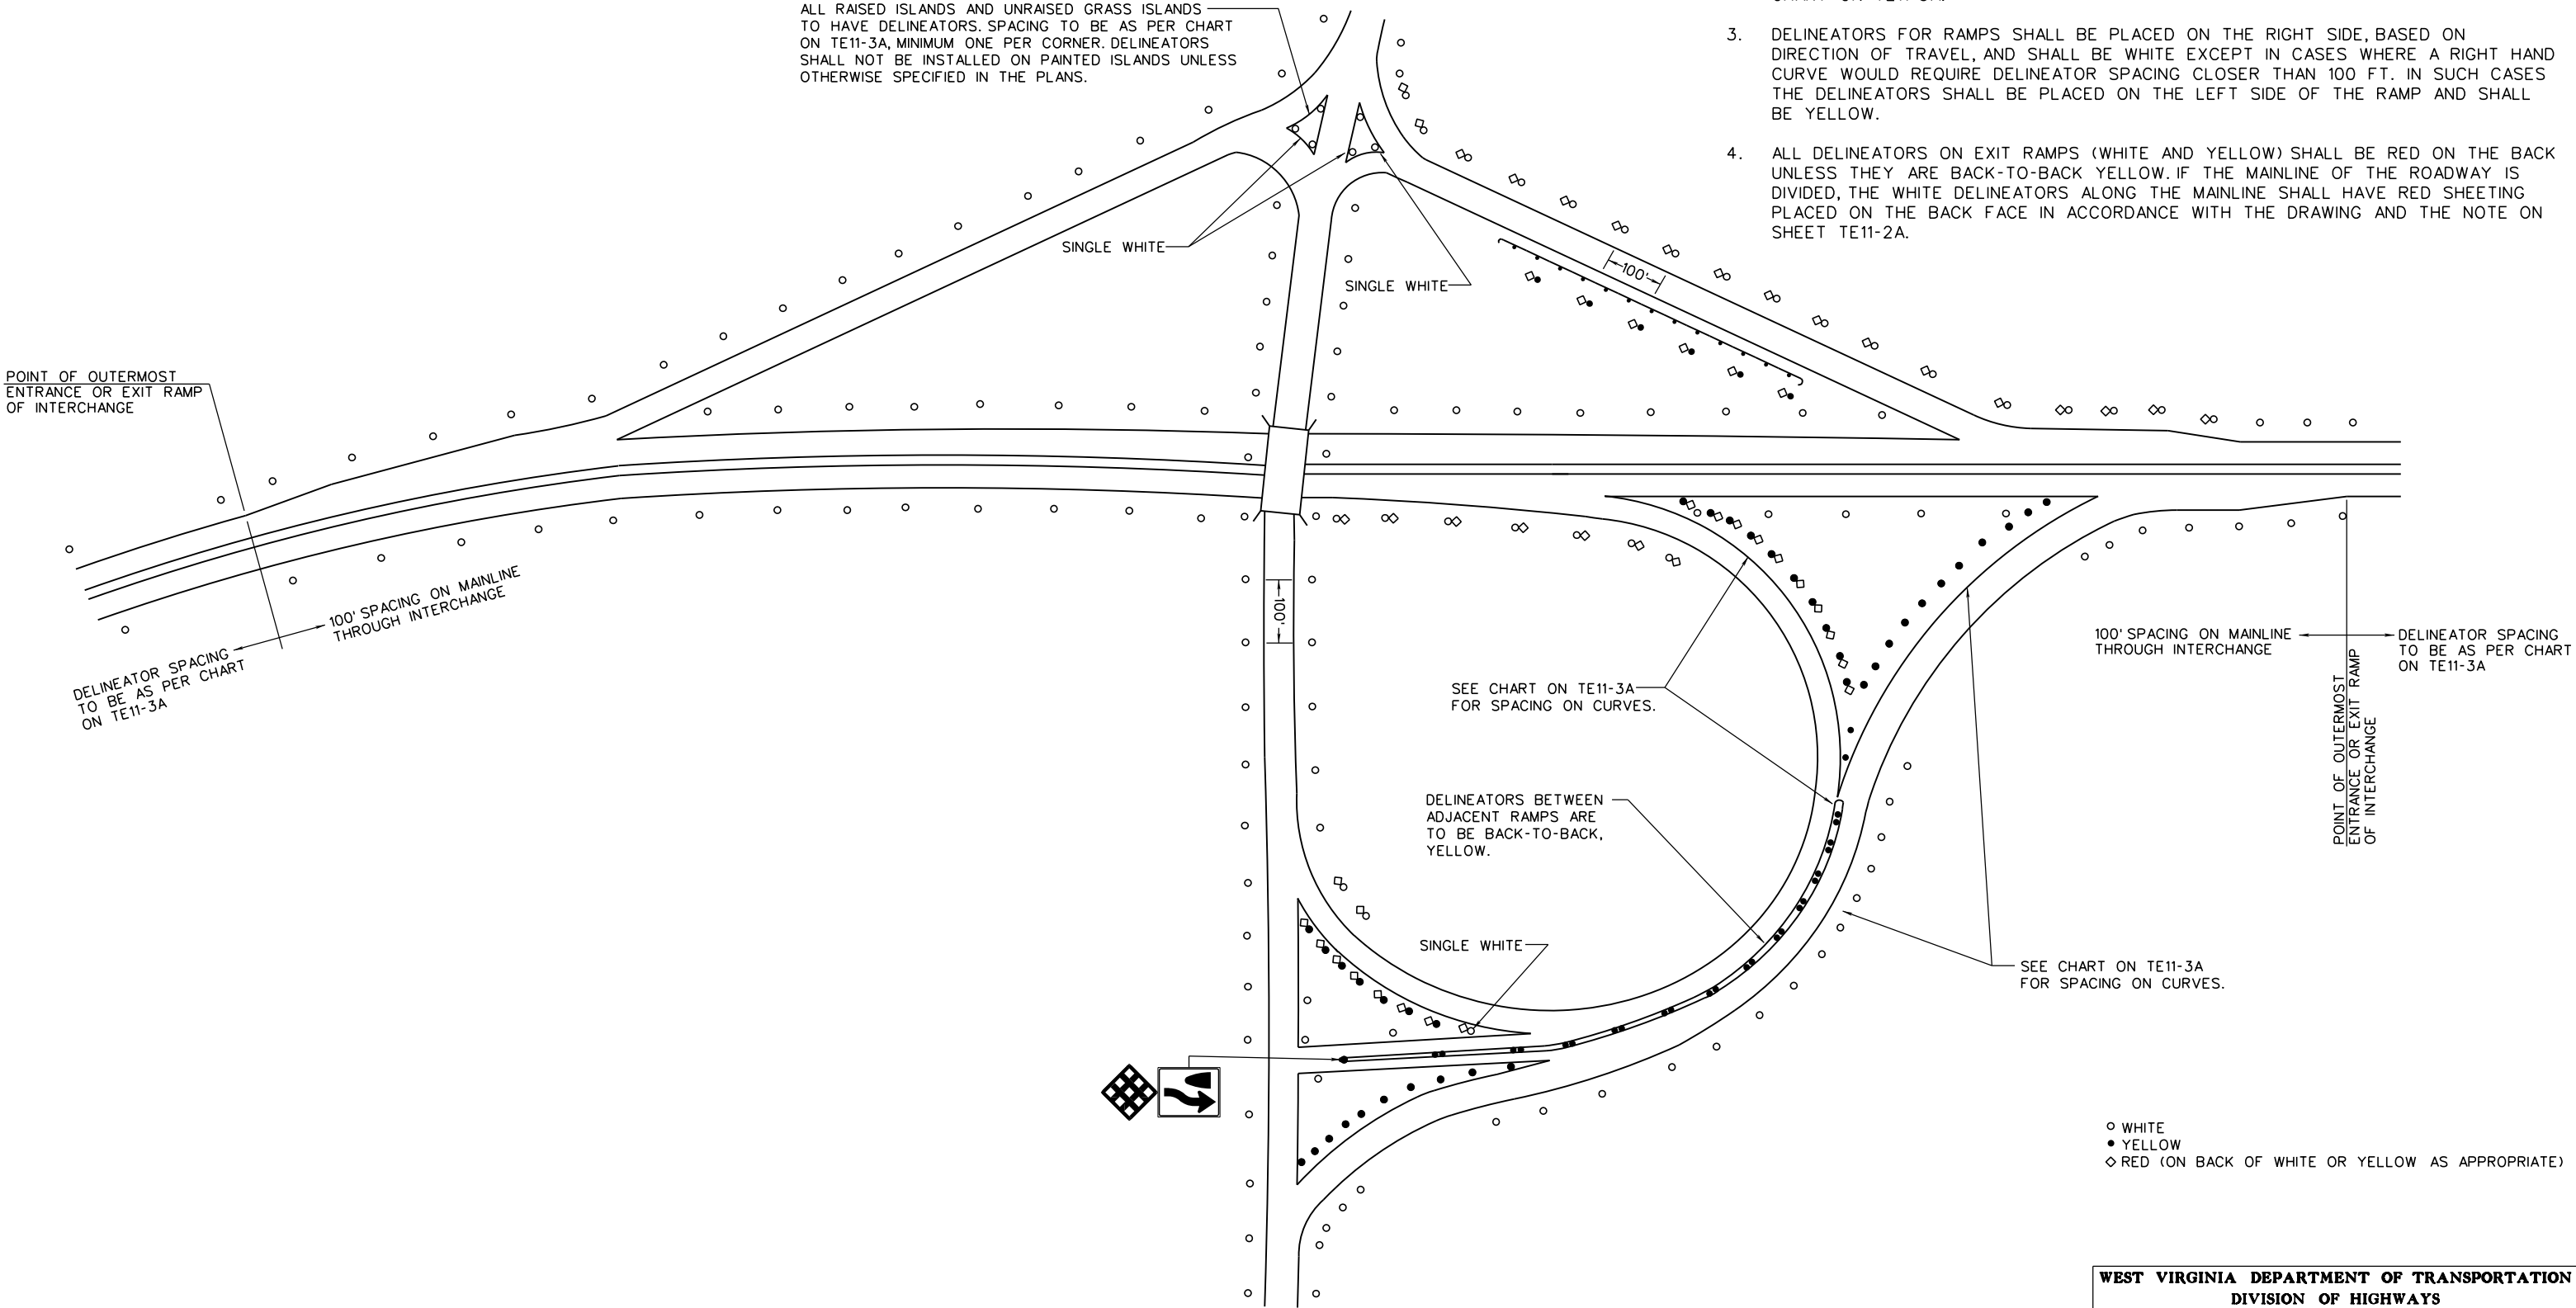 ALL RAISED ISLANDS AND UNRAISED GRASS ISLANDS
TO HAVE DELINEATORS. SPACING TO BE AS PER CHART
ON TE11-3A, MINIMUM ONE PER CORNER. DELINEATORS
SHALL NOT BE INSTALLED ON PAINTED ISLANDS UNLESS
OTHERWISE SPECIFIED IN THE PLANS.
3. DELINEATORS FOR RAMPS SHALL BE PLACED ON THE RIGHT SIDE, BASED ON
DIRECTION OF TRAVEL, AND SHALL BE WHITE EXCEPT IN CASES WHERE A RIGHT HAND
CURVE WOULD REQUIRE DELINEATOR SPACING CLOSER THAN 100 FT. IN SUCH CASES
THE DELINEATORS SHALL BE PLACED ON THE LEFT SIDE OF THE RAMP AND SHALL
BE YELLOW.
4. ALL DELINEATORS ON EXIT RAMPS (WHITE AND YELLOW) SHALL BE RED ON THE BACK
UNLESS THEY ARE BACK-TO-BACK YELLOW. IF THE MAINLINE OF THE ROADWAY IS
DIVIDED, THE WHITE DELINEATORS ALONG THE MAINLINE SHALL HAVE RED SHEETING
PLACED ON THE BACK FACE IN ACCORDANCE WITH THE DRAWING AND THE NOTE ON
SHEET TE11-2A.
SINGLE WHITE
SINGLE WHITE
100'
POINT OF OUTERMOST
ENTRANCE OR EXIT RAMP
OF INTERCHANGE
100' SPACING ON MAINLINE
THROUGH INTERCHANGE
DELINEATOR SPACING
TO BE AS PER CHART
ON TE11-3A
100'
SEE CHART ON TE11-3A
FOR SPACING ON CURVES.
100' SPACING ON MAINLINE
THROUGH INTERCHANGE
DELINEATOR SPACING
TO BE AS PER CHART
ON TE11-3A
POINT OF OUTERMOST
ENTRANCE OR EXIT RAMP
OF INTERCHANGE
DELINEATORS BETWEEN
ADJACENT RAMPS ARE
TO BE BACK-TO-BACK,
YELLOW.
SINGLE WHITE
SEE CHART ON TE11-3A
FOR SPACING ON CURVES.
WHITE
YELLOW
RED (ON BACK OF WHITE OR YELLOW AS APPROPRIATE)
WEST VIRGINIA DEPARTMENT OF TRANSPORTATION
DIVISION OF HIGHWAYS